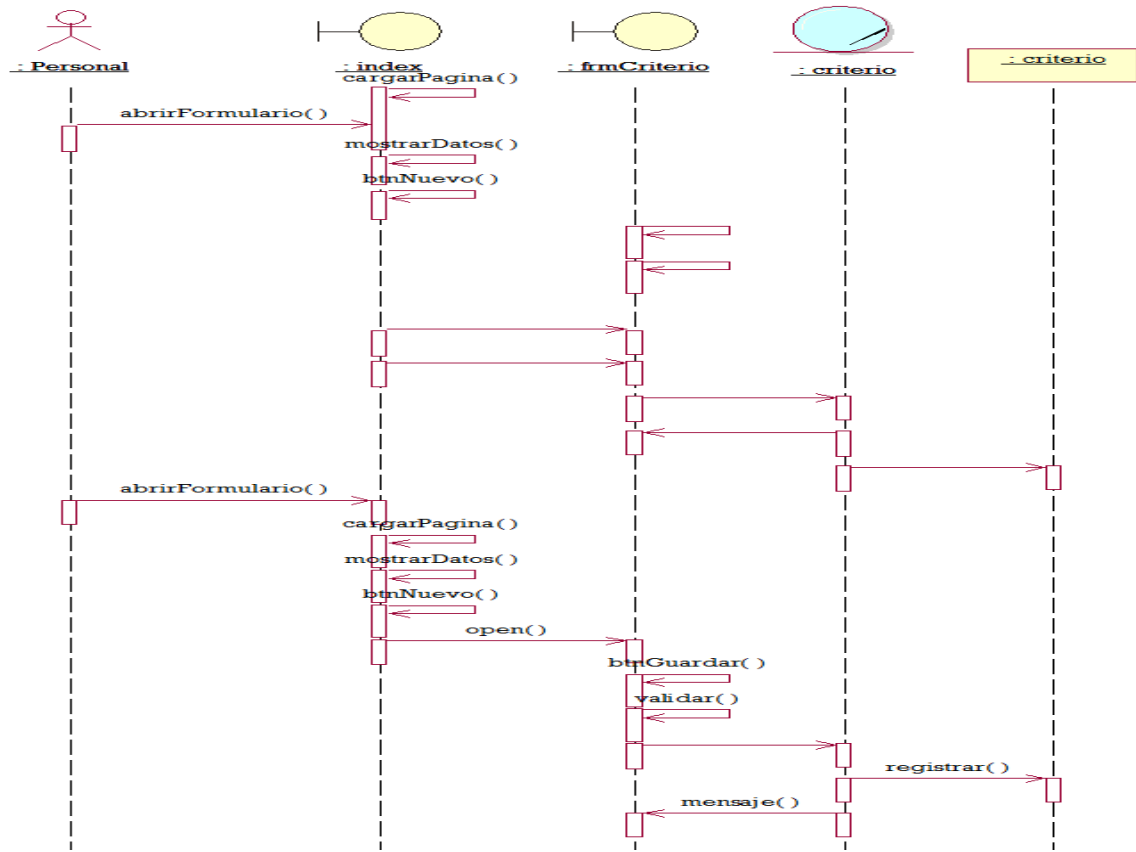 : Personal
: index
: frmCriterio
: criterio
: criterio
cargarPagina( )
abrirFormulario( )
mostrarDatos( )
btnNuevo( )
abrirFormulario( )
cargarPagina( )
mostrarDatos( )
btnNuevo( )
open( )
btnGuardar( )
validar( )
registrar( )
mensaje( )